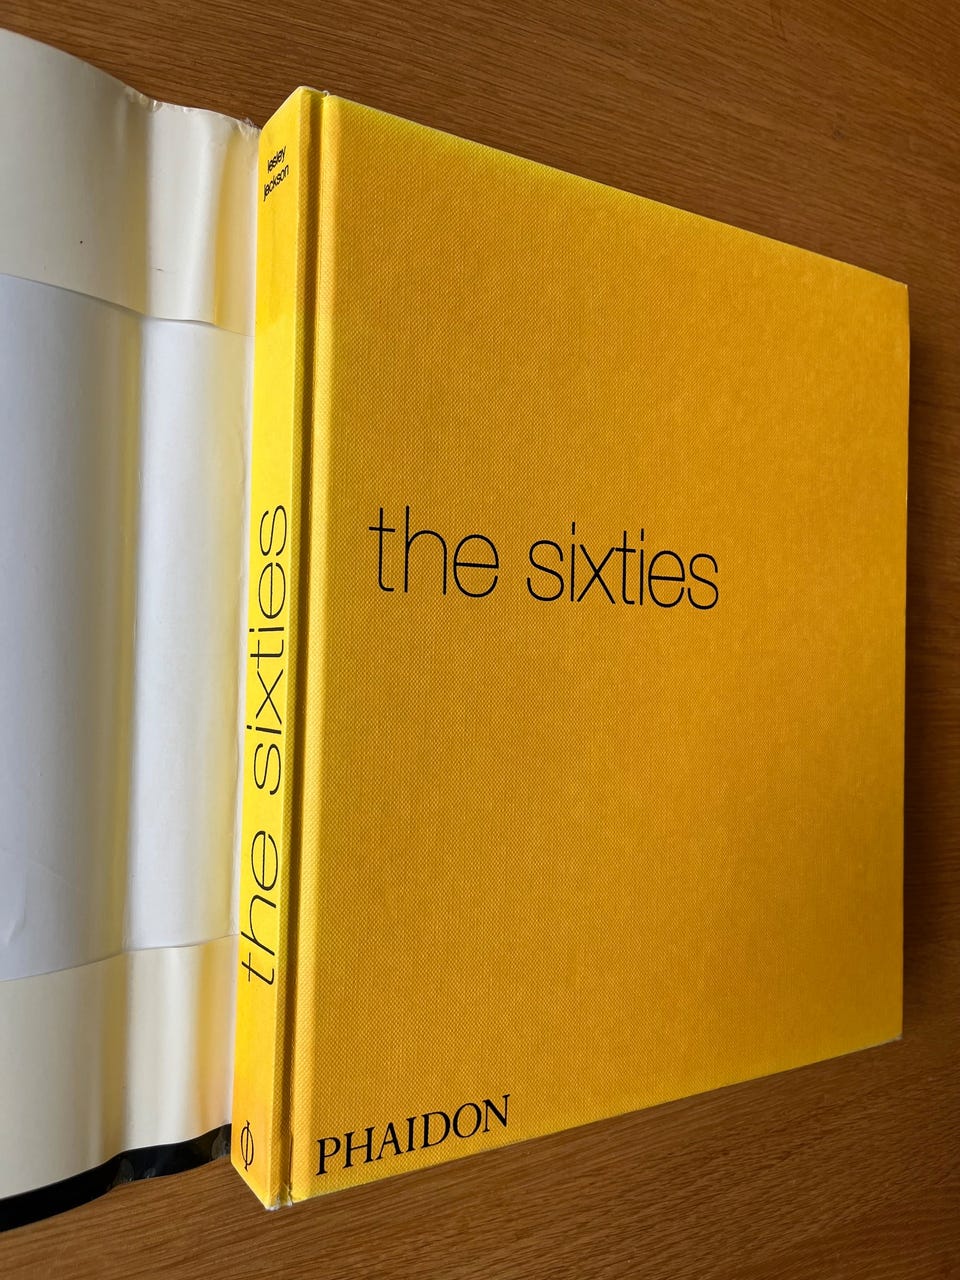 lesley
jackson
the sixties
the sixties
PHAIDON